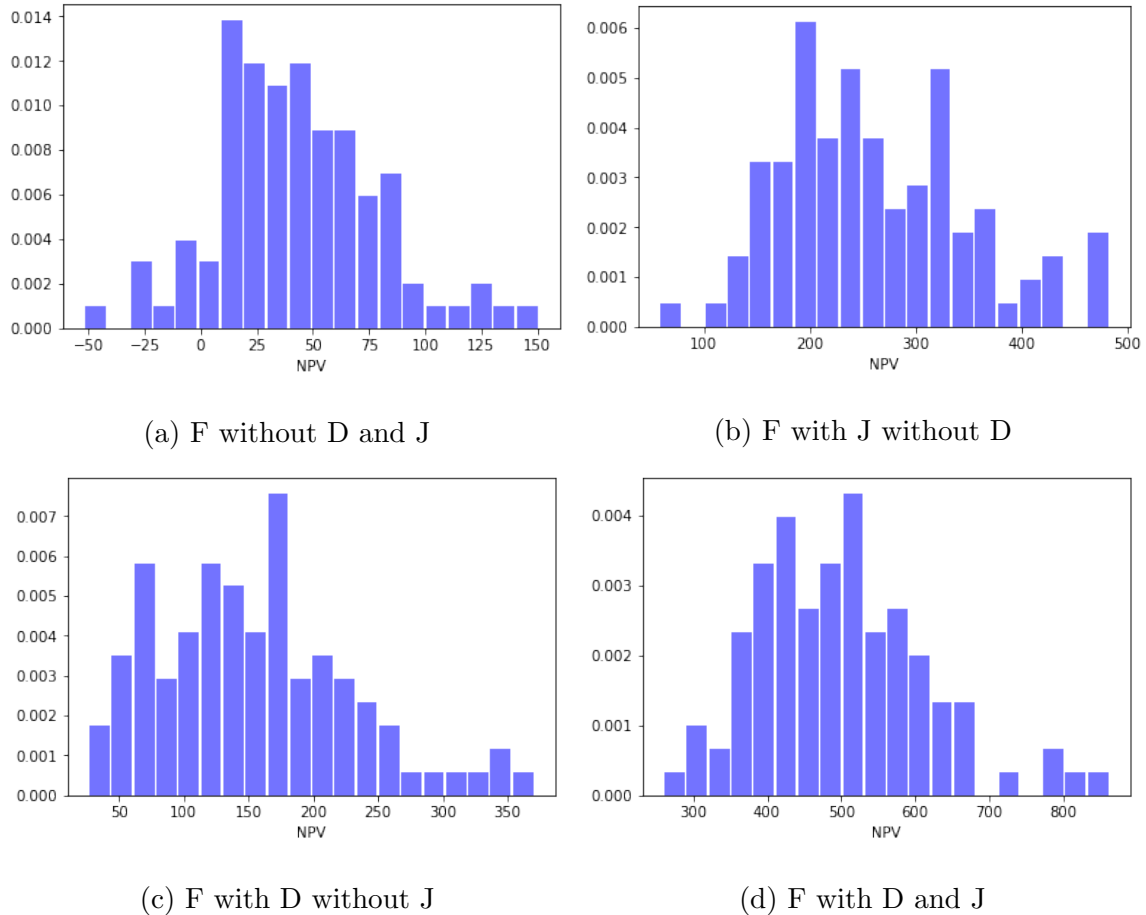 0.014
0.012
0.010
0.008
0.006
0.004
0.002
0.000
−50 −25 0 25 50 75 100 125 150
NPV
(a) F without D and J
0.006
0.005
0.004
0.003
0.002
0.001
0.000
100 200 300 400 500
NPV
(b) F with J without D
0.007
0.006
0.005
0.004
0.003
0.002
0.001
0.000
50 100 150 200 250 300 350
NPV
(c) F with D without J
0.004
0.003
0.002
0.001
0.000
300 400 500 600 700 800
NPV
(d) F with D and J